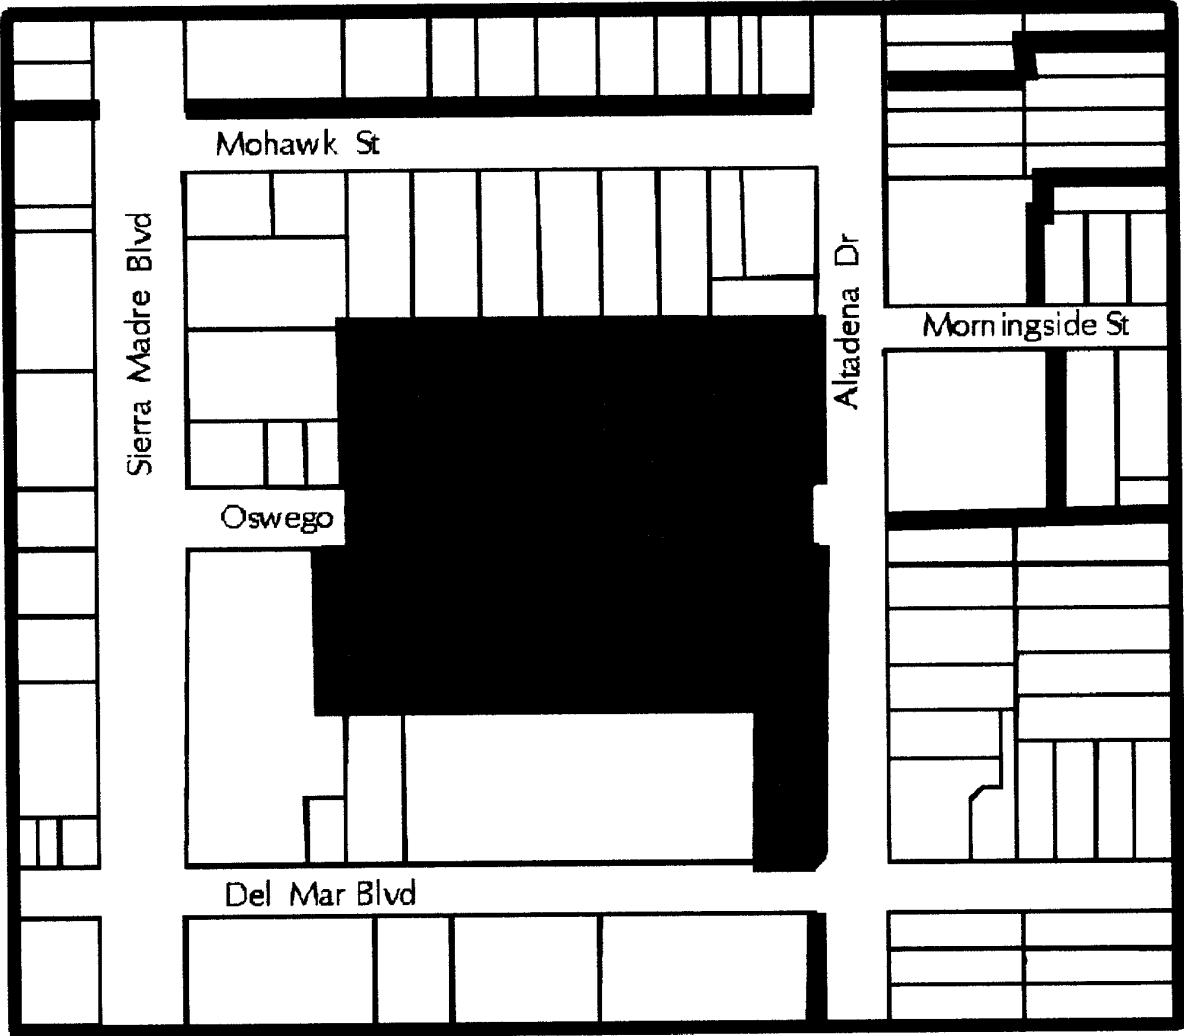 Mohawk St
Sierra Madre Blvd
Altadena Dr
Morningside St
Oswego
Del Mar Blvd